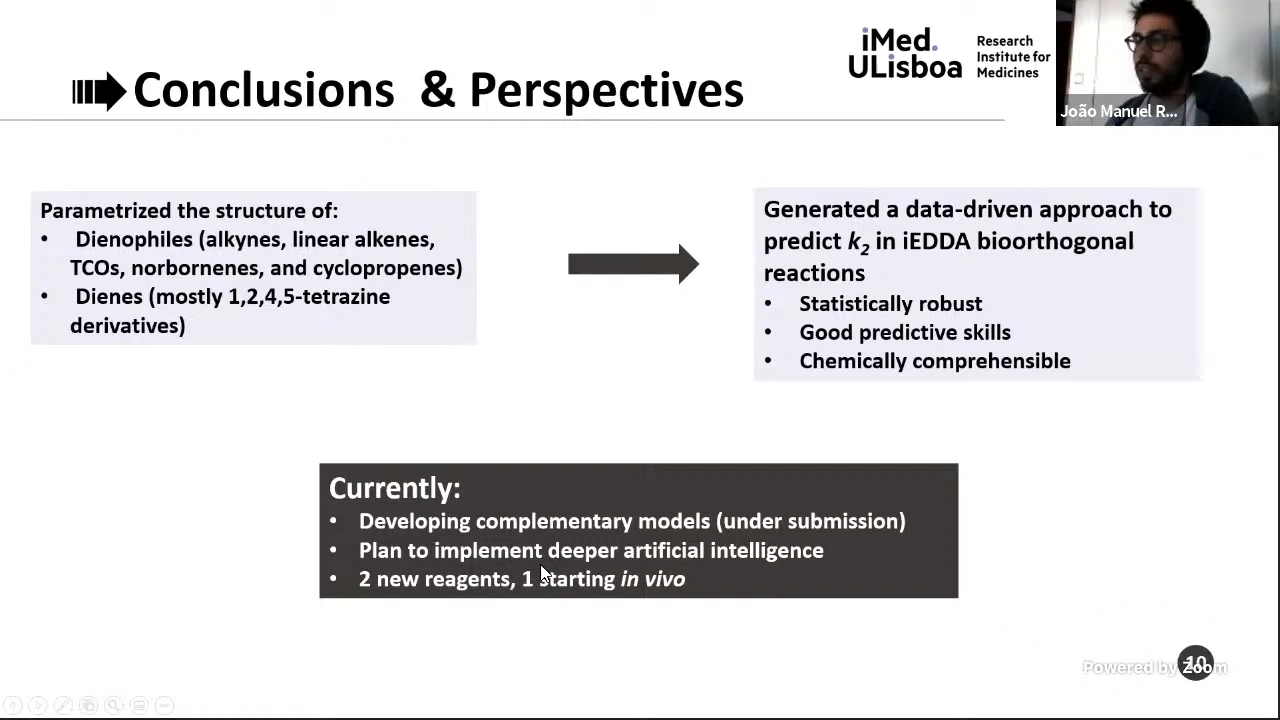 Conclusions & Perspectives
iMed.
ULisboa
Research
Institute for
Medicines
João Manuel R...
Parametrized the structure of:
• Dienophiles (alkynes, linear alkenes,
TCOs, norbornenes, and cyclopropenes)
• Dienes (mostly 1,2,4,5-tetrazine
derivatives)
Generated a data-driven approach to
predict k2 in iEDDA bioorthogonal
reactions
• Statistically robust
• Good predictive skills
• Chemically comprehensible
Currently:
• Developing complementary models (under submission)
• Plan to implement deeper artificial intelligence
• 2 new reagents, 1 starting in vivo
10
Powered by Zoom